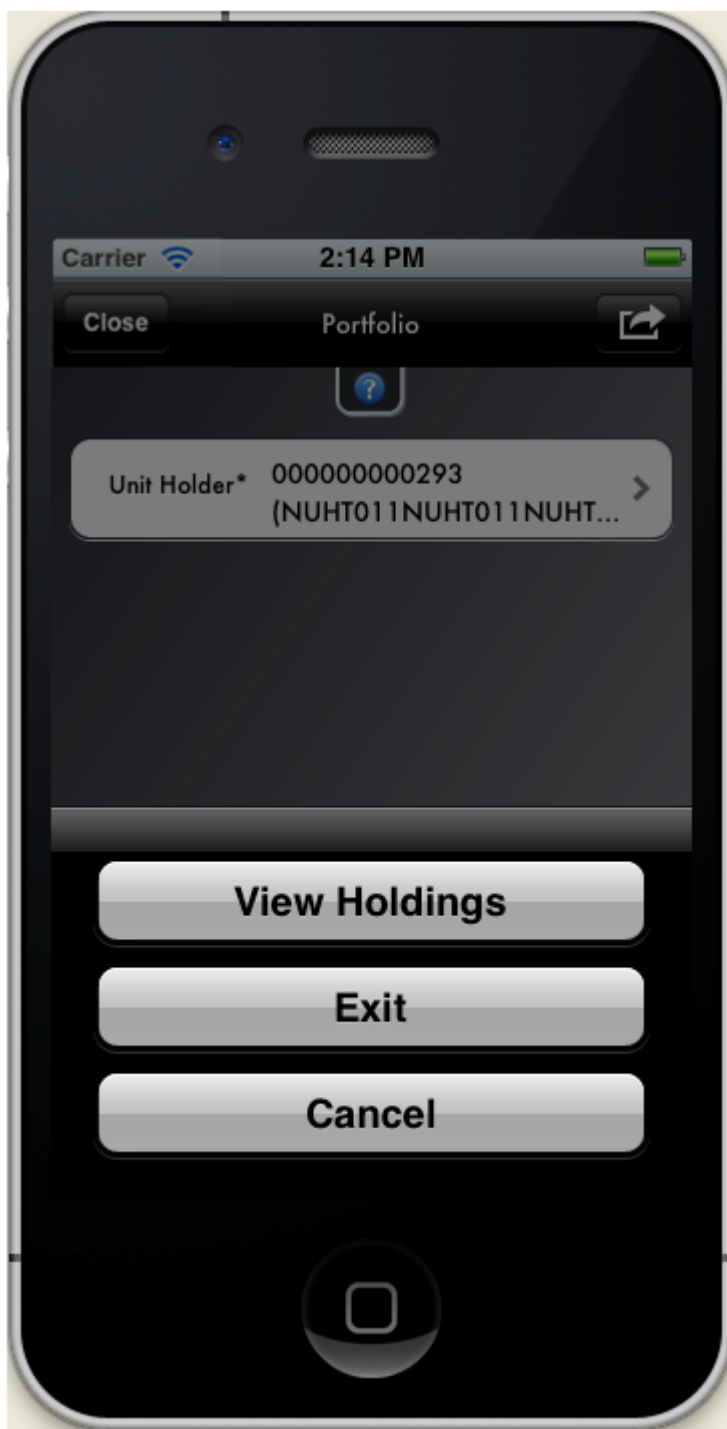 Carrier 2:14 PM
Close Portfolio
?
Unit Holder* 000000000293
(NUHT011NUHT011NUHT...
View Holdings
Exit
Cancel